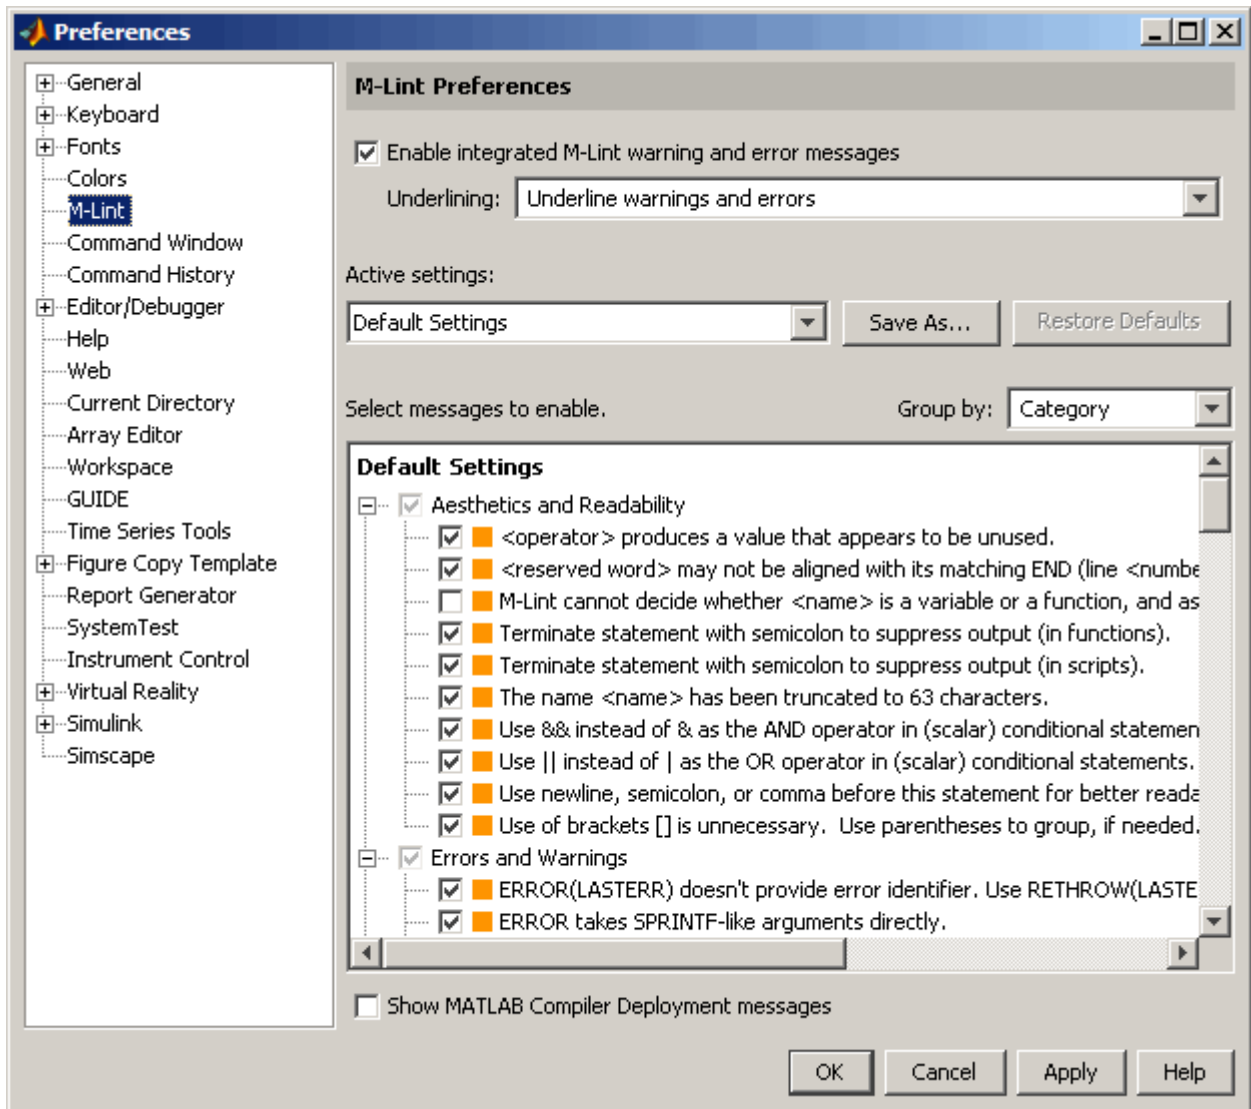 Preferences
General
Keyboard
Fonts
Colors
M-Lint
Command Window
Command History
Editor/Debugger
Help
Web
Current Directory
Array Editor
Workspace
GUIDE
Time Series Tools
Figure Copy Template
Report Generator
SystemTest
Instrument Control
Virtual Reality
Simulink
Simscape
M-Lint Preferences
Enable integrated M-Lint warning and error messages
Underlining: Underline warnings and errors
Active settings:
Default Settings Save As... Restore Defaults
Select messages to enable. Group by: Category
Default Settings
Aesthetics and Readability
<operator> produces a value that appears to be unused.
<reserved word> may not be aligned with its matching END (line <numbe
M-Lint cannot decide whether <name> is a variable or a function, and as
Terminate statement with semicolon to suppress output (in functions).
Terminate statement with semicolon to suppress output (in scripts).
The name <name> has been truncated to 63 characters.
Use && instead of & as the AND operator in (scalar) conditional statemen
Use || instead of | as the OR operator in (scalar) conditional statements.
Use newline, semicolon, or comma before this statement for better reada
Use of brackets [] is unnecessary. Use parentheses to group, if needed.
Errors and Warnings
ERROR(LASTERR) doesn't provide error identifier. Use RETHROW(LASTE
ERROR takes SPRINTF-like arguments directly.
Show MATLAB Compiler Deployment messages
OK Cancel Apply Help